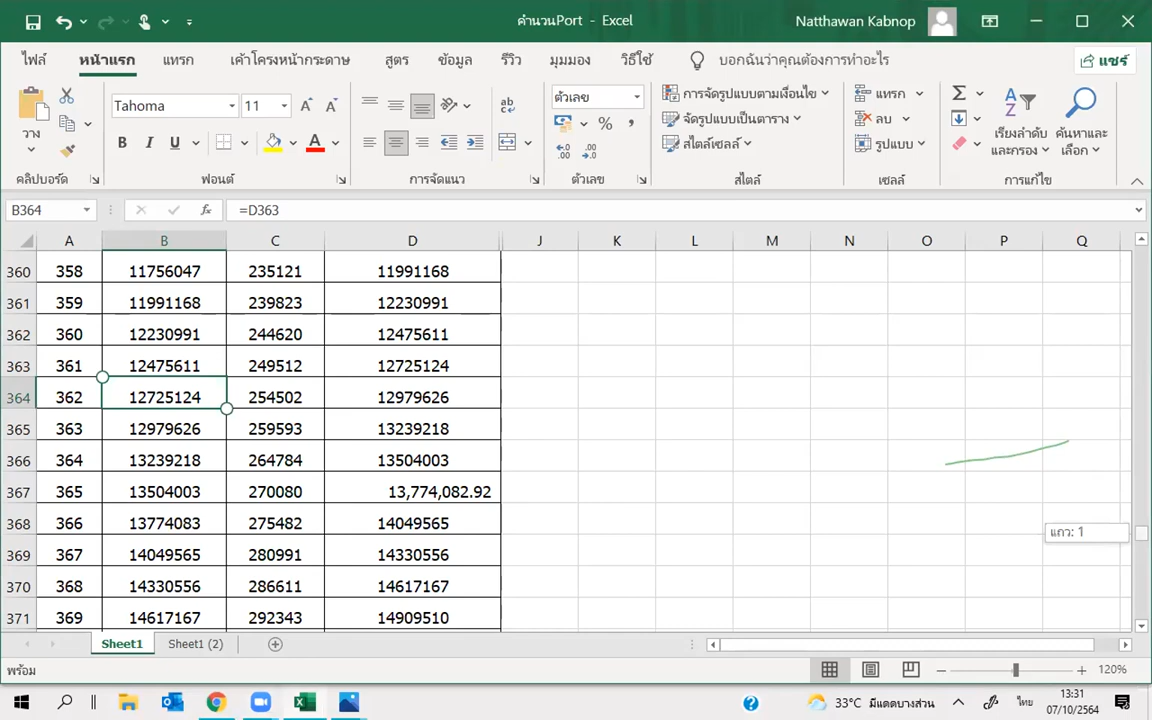 คำนวนPort - Excel
Natthawan Kabnop
ไฟล์ หน้าแรก แทรก เค้าโครงหน้ากระดาษ สูตร ข้อมูล รีวิว มุมมอง วิธีใช้ บอกฉันว่าคุณต้องการทำอะไร แชร์
วาง
คลิปบอร์ด
Tahoma 11
B I U A
ฟอนต์
ab
การจัดแนว
ตัวเลข
% ,
ตัวเลข
การจัดรูปแบบตามเงื่อนไข
จัดรูปแบบเป็นตาราง
สไตล์เซลล์
สไตล์
แทรก
ลบ
รูปแบบ
เซลล์
Σ
เรียงลำดับและกรอง
ค้นหาและเลือก
การแก้ไข
B364 fx =D363
A B C D J K L M N O P Q
360 358 11756047 235121 11991168
361 359 11991168 239823 12230991
362 360 12230991 244620 12475611
363 361 12475611 249512 12725124
364 362 12725124 254502 12979626
365 363 12979626 259593 13239218
366 364 13239218 264784 13504003
367 365 13504003 270080 13,774,082.92
368 366 13774083 275482 14049565
369 367 14049565 280991 14330556
370 368 14330556 286611 14617167
371 369 14617167 292343 14909510
แถว: 1
Sheet1 Sheet1 (2)
พร้อม
120%
33°C มีแดดบางส่วน
ไทย
13:31
07/10/2564